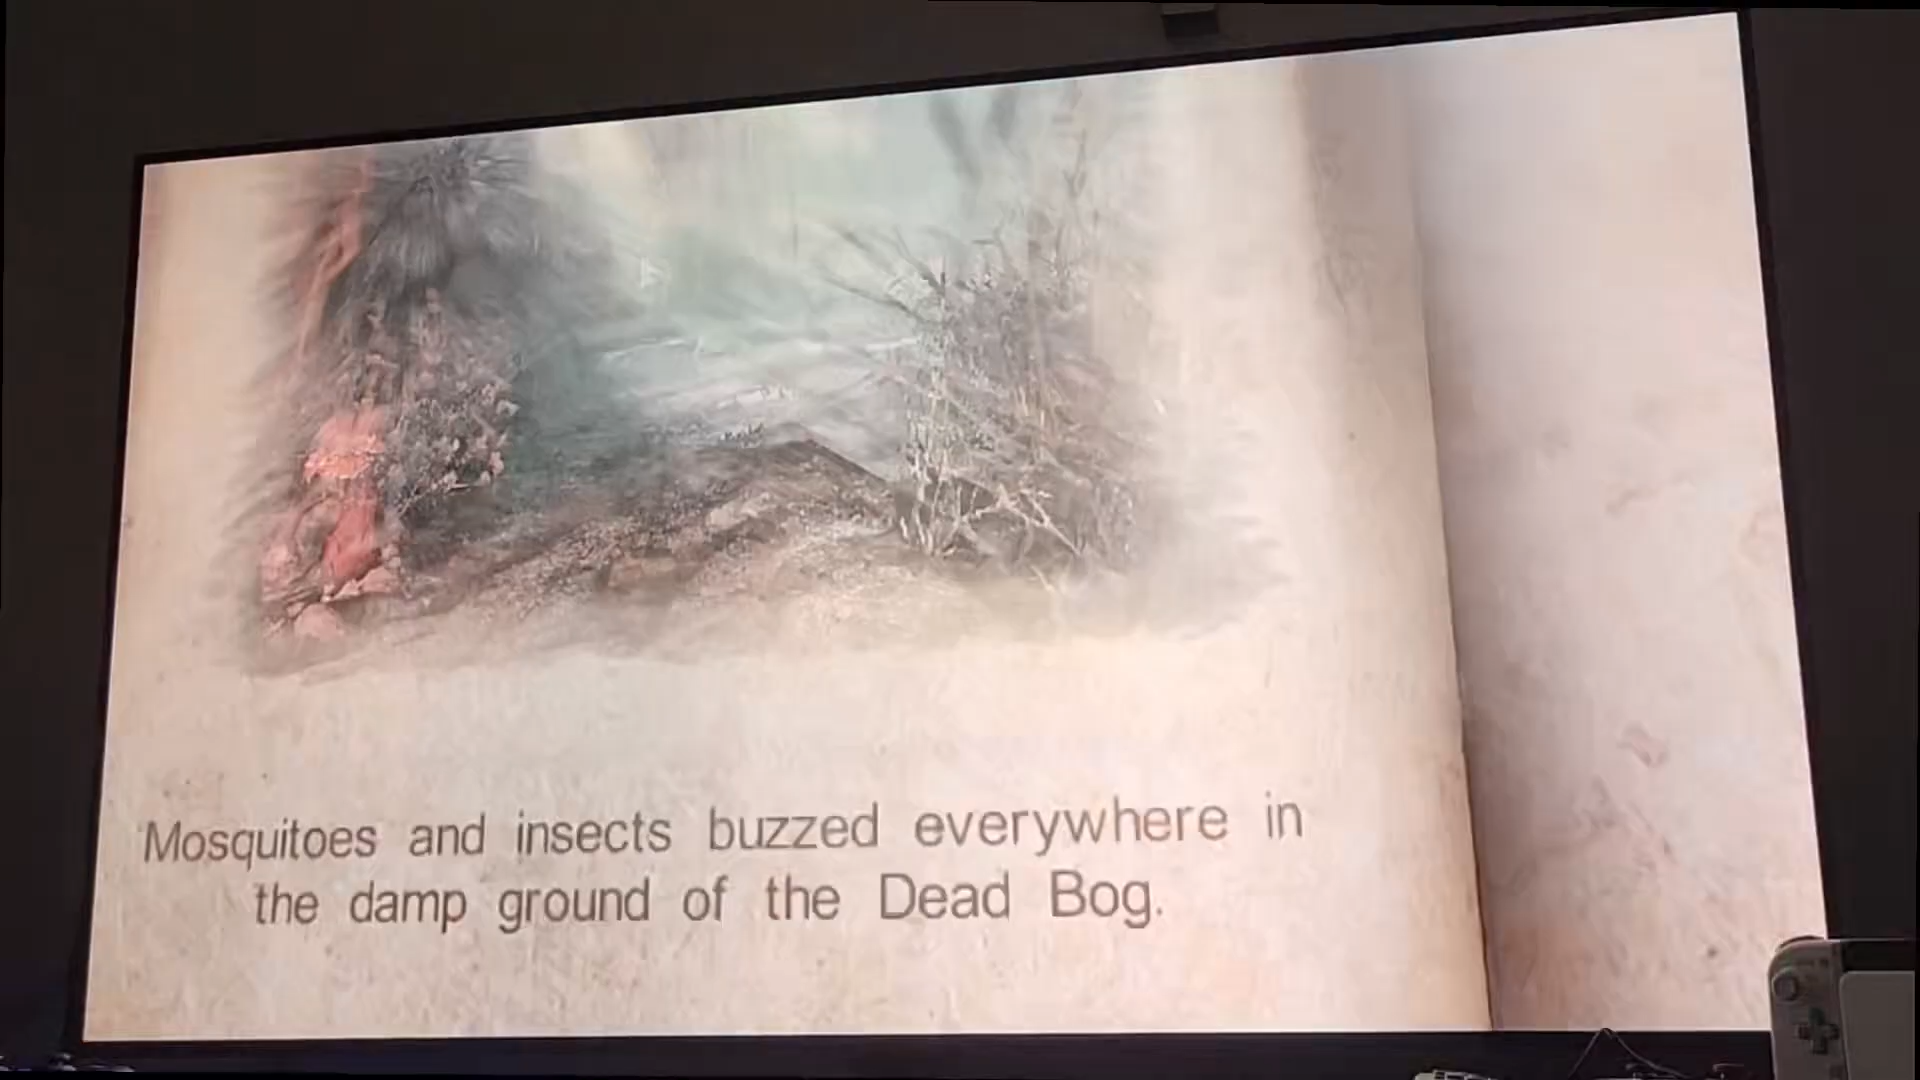 Mosquitoes and insects buzzed everywhere in
the damp ground of the Dead Bog.